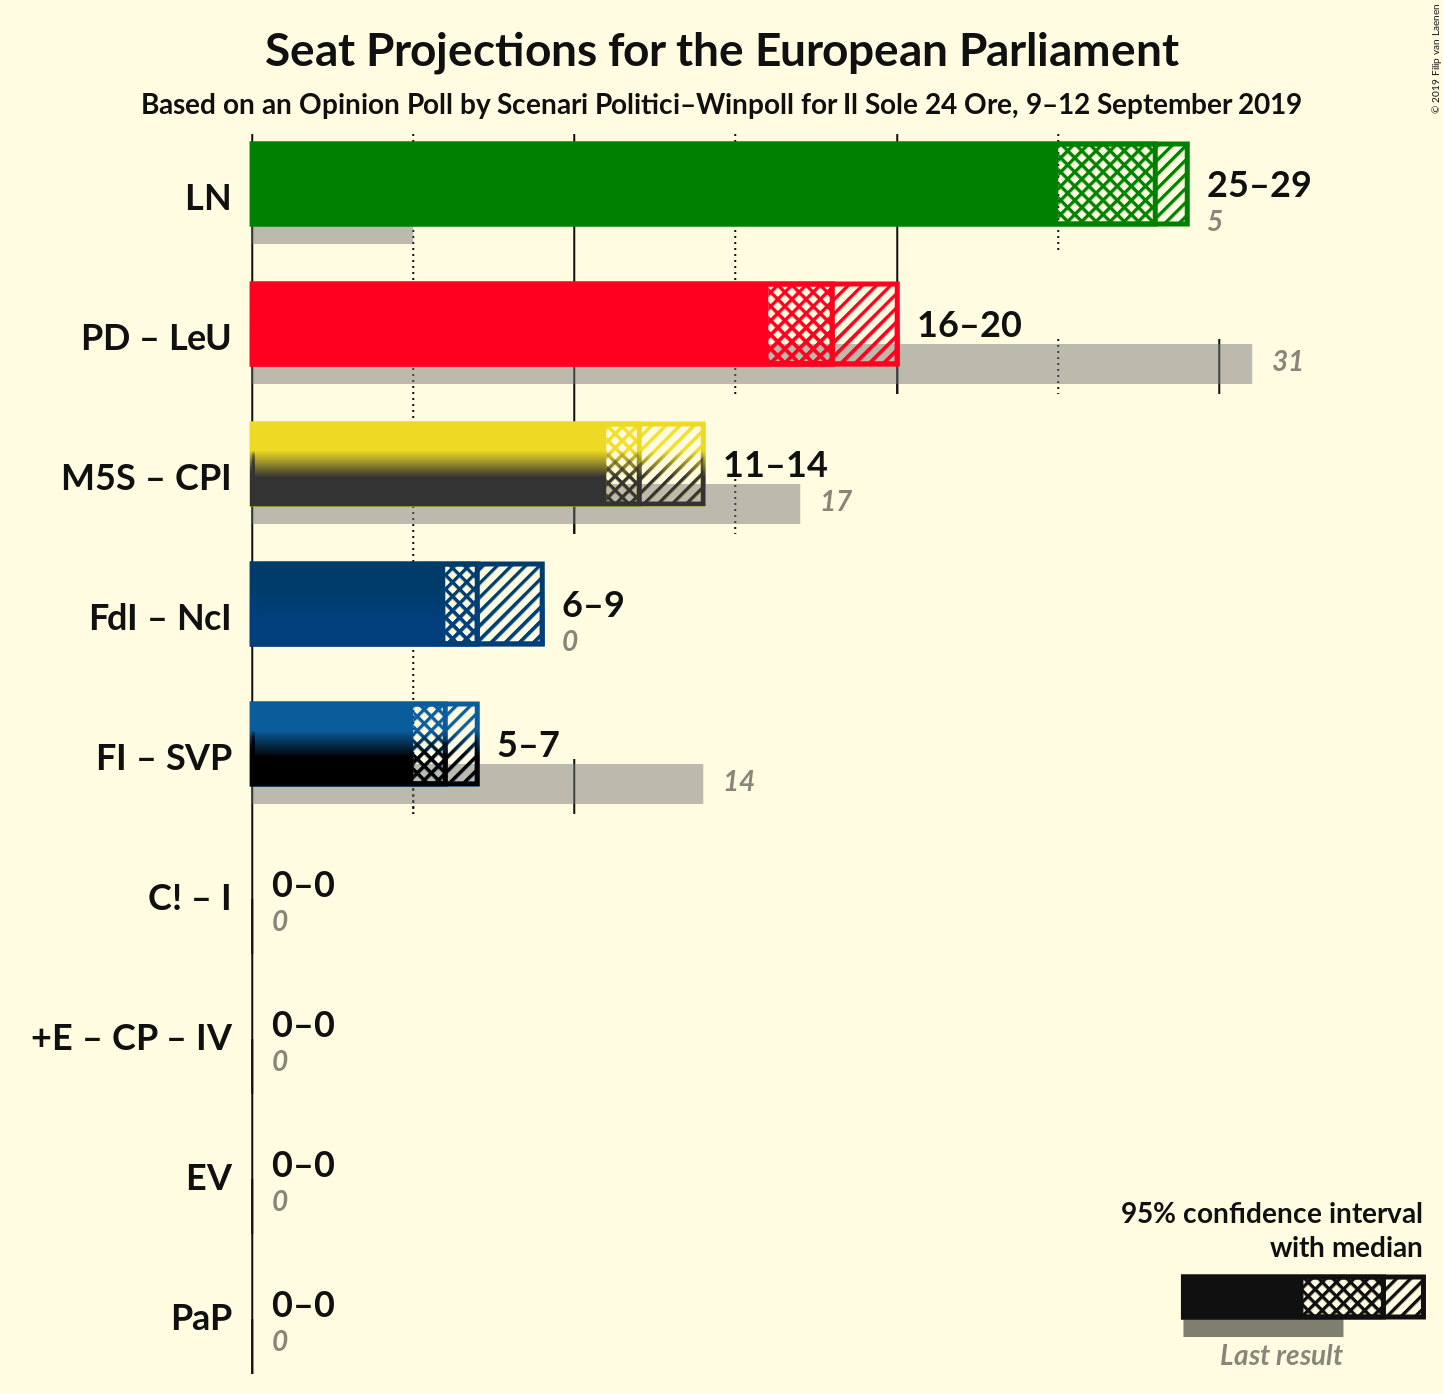 Seat Projections for the European Parliament
Based on an Opinion Poll by Scenari Politici–Winpoll for Il Sole 24 Ore, 9–12 September 2019
© 2019 Filip van Laenen
LN
25–29
5
PD – LeU
16–20
31
M5S – CPI
11–14
17
FdI – NcI
6–9
0
FI – SVP
5–7
14
C! – I
0–0
0
+E – CP – IV
0–0
0
EV
0–0
0
PaP
0–0
0
95% confidence interval
with median
Last result